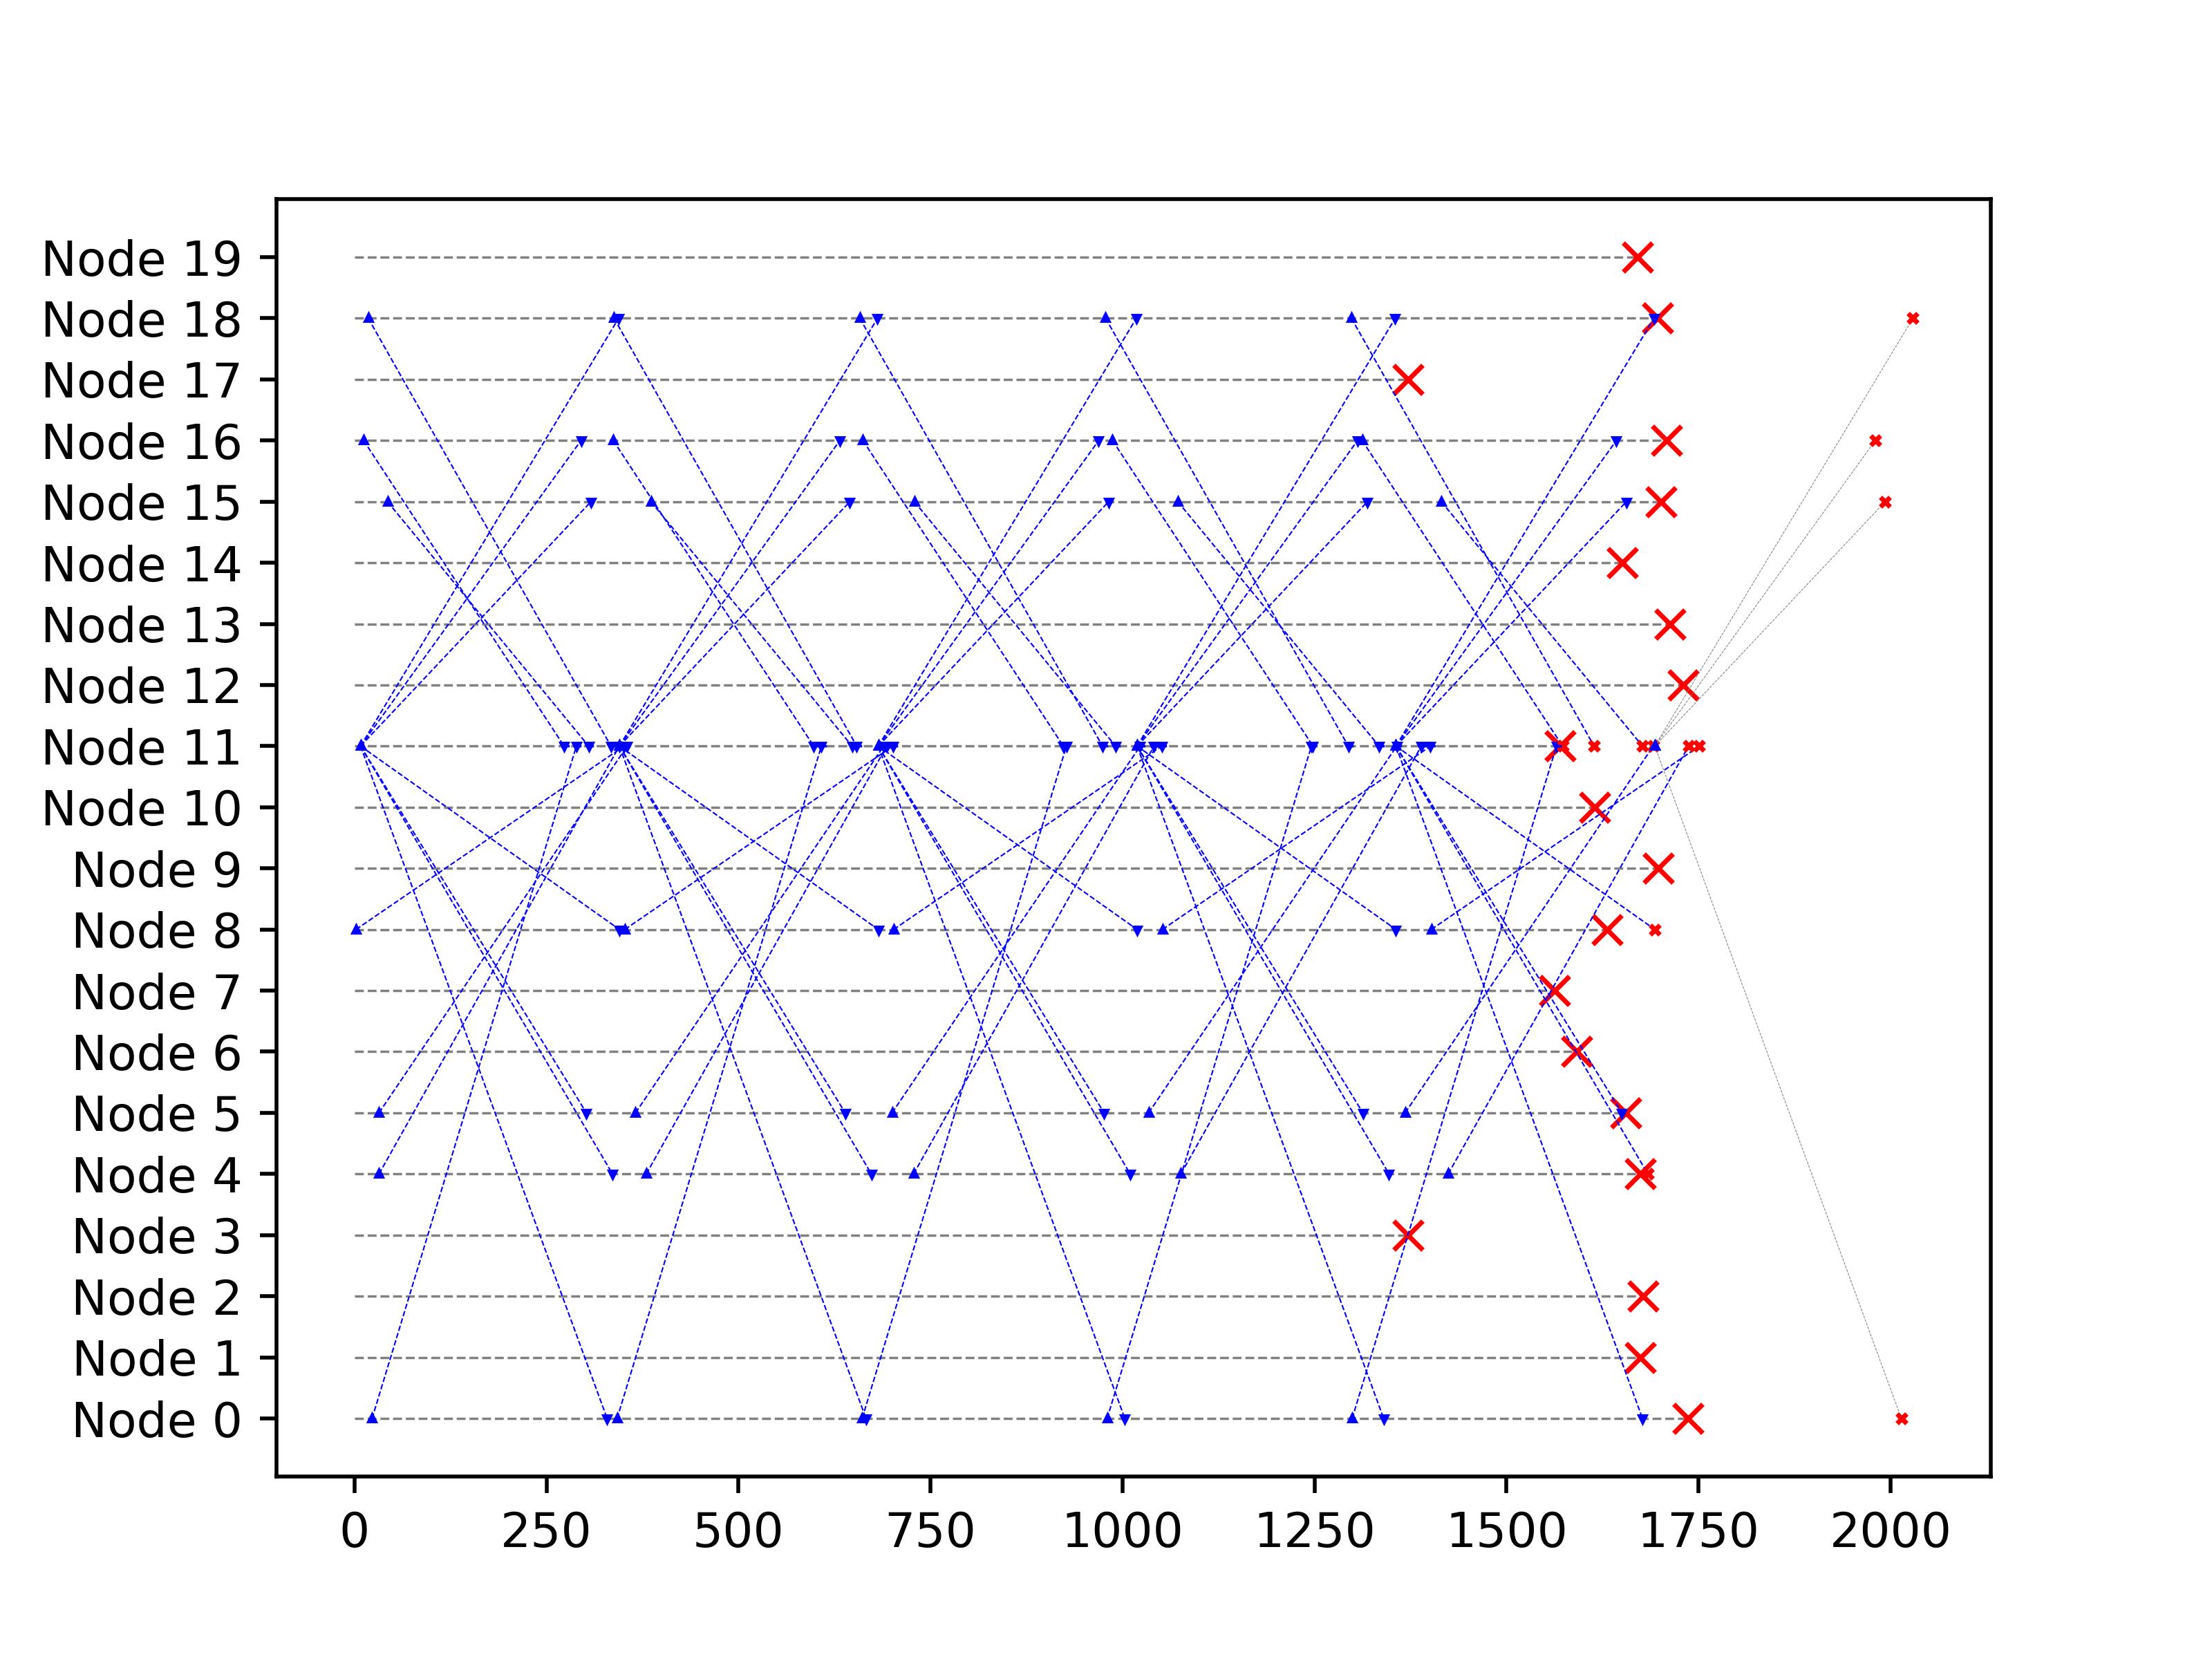 Node 19
Node 18
Node 17
Node 16
Node 15
Node 14
Node 13
Node 12
Node 11
Node 10
Node 9
Node 8
Node 7
Node 6
Node 5
Node 4
Node 3
Node 2
Node 1
Node 0
0 250 500 750 1000 1250 1500 1750 2000